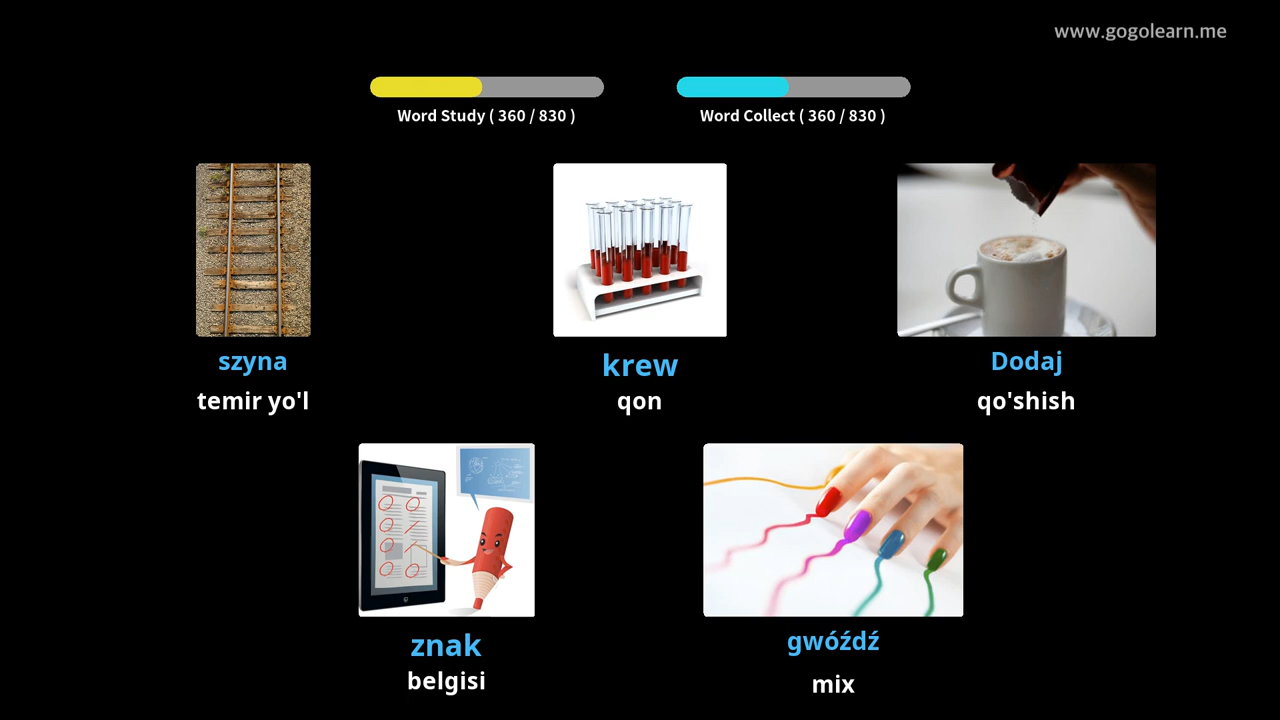 www.gogolearn.me
Word Study ( 360 / 830 )
Word Collect ( 360 / 830 )
szyna
krew
Dodaj
temir yo'l
qon
qo'shish
znak
gwóźdź
belgisi
mix